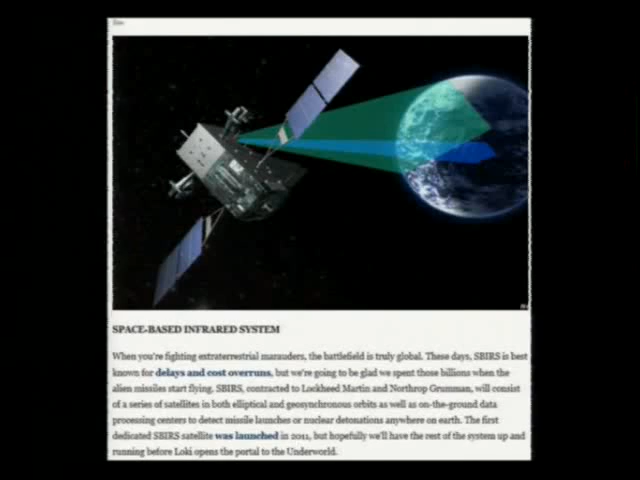 SPACE-BASED INFRARED SYSTEM
When you're fighting extraterrestrial marauders, the battlefield is truly global. These days, SBIRS is best
known for delays and cost overruns, but we're going to be glad we spent those billions when the
alien missiles start flying. SBIRS, contracted to Lockheed Martin and Northrop Grumman, will consist
of a series of satellites in both elliptical and geosynchronous orbits as well as on-the-ground data
processing centers to detect missile launches or nuclear detonations anywhere on earth. The first
dedicated SBIRS satellite was launched in 2011, but hopefully we'll have the rest of the system up and
running before Loki opens the portal to the Underworld.